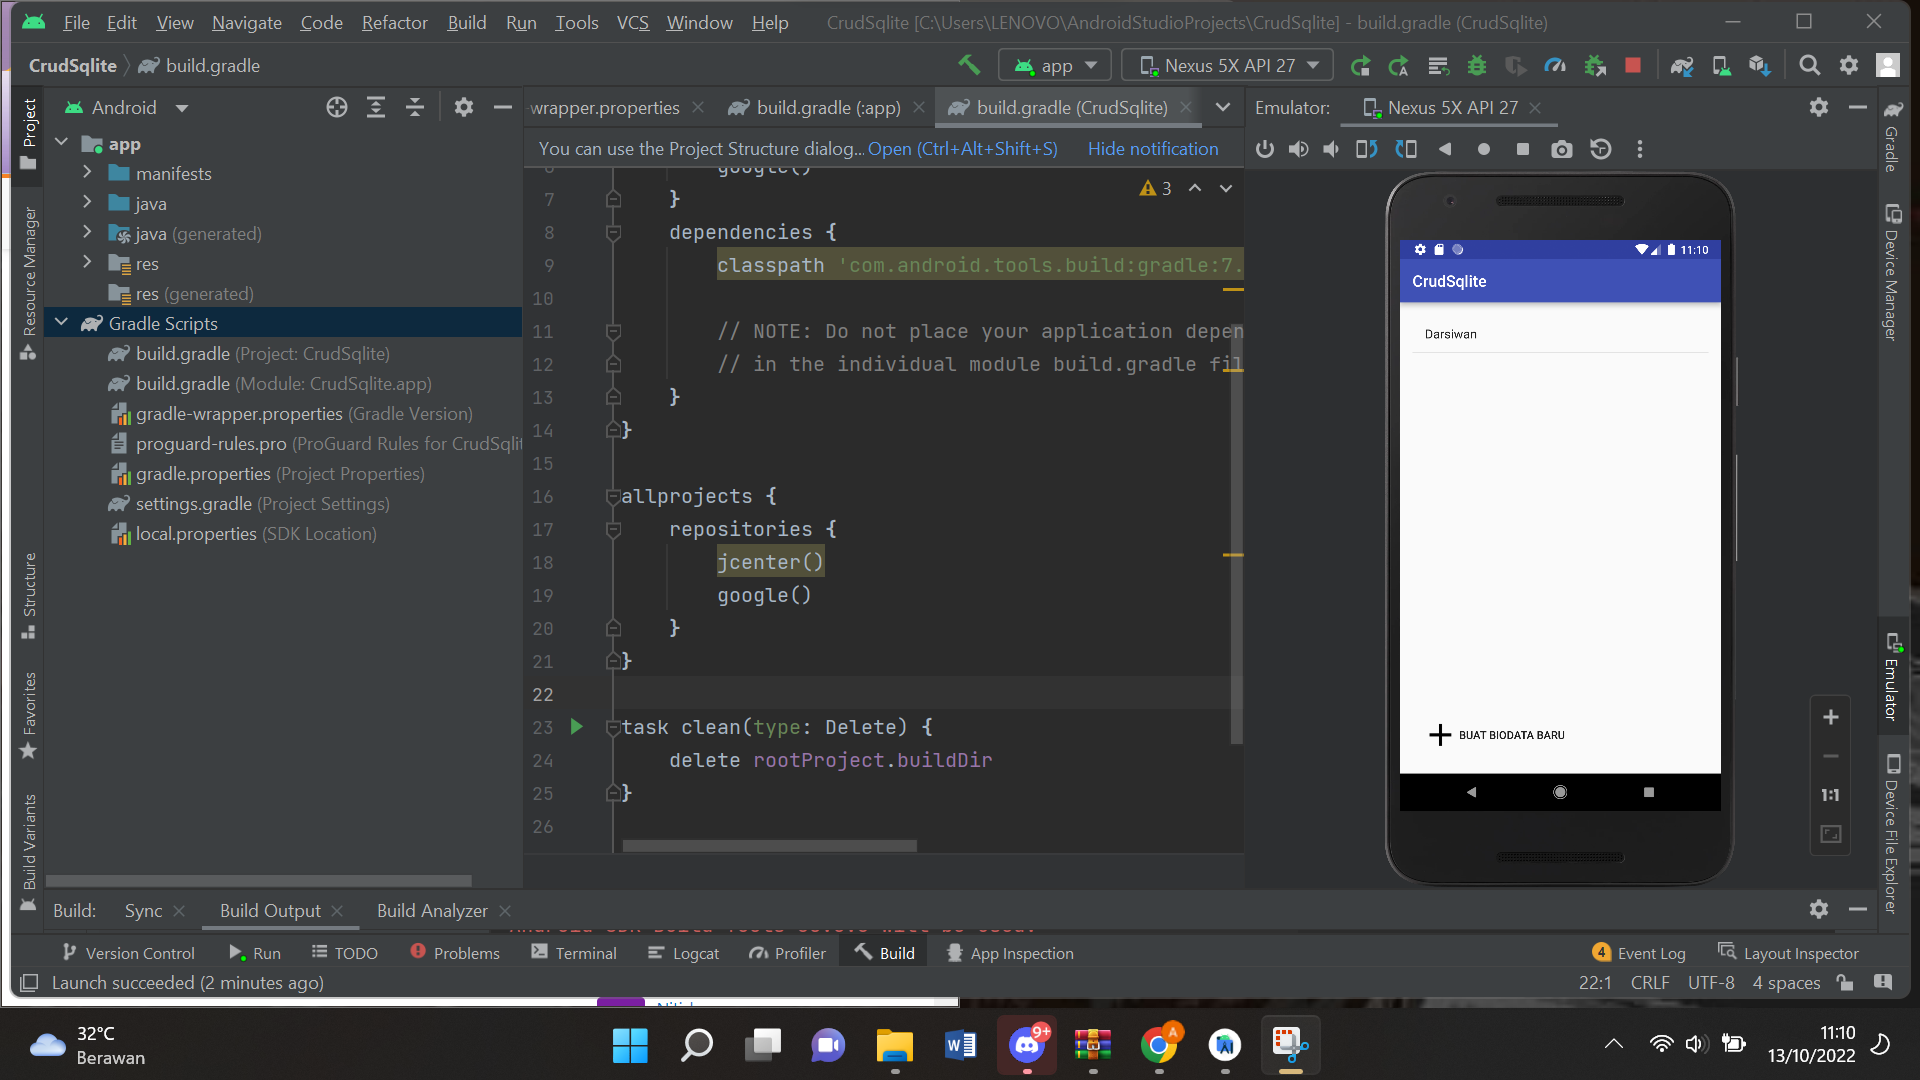 File Edit View Navigate Code Refactor Build Run Tools VCS Window Help CrudSqlite [C:\Users\LENOVO\AndroidStudioProjects\CrudSqlite] - build.gradle (CrudSqlite)
CrudSqlite build.gradle app Nexus 5X API 27
Android -wrapper.properties build.gradle (:app) build.gradle (CrudSqlite) Emulator: Nexus 5X API 27
You can use the Project Structure dialog... Open (Ctrl+Alt+Shift+S) Hide notification
Project
Resource Manager
Structure
Favorites
Build Variants
app
manifests
java
java (generated)
res
res (generated)
Gradle Scripts
build.gradle (Project: CrudSqlite)
build.gradle (Module: CrudSqlite.app)
gradle-wrapper.properties (Gradle Version)
proguard-rules.pro (ProGuard Rules for CrudSqlit
gradle.properties (Project Properties)
settings.gradle (Project Settings)
local.properties (SDK Location)
3
6 google()
7 }
8 dependencies {
9 classpath 'com.android.tools.build:gradle:7.
10
11 // NOTE: Do not place your application depen
12 // in the individual module build.gradle fil
13 }
14 }
15
16 allprojects {
17 repositories {
18 jcenter()
19 google()
20 }
21 }
22
23 task clean(type: Delete) {
24 delete rootProject.buildDir
25 }
26
11:10
CrudSqlite
Darsiwan
BUAT BIODATA BARU
1:1
Gradle
Device Manager
Emulator
Device File Explorer
Build: Sync Build Output Build Analyzer
Version Control Run TODO Problems Terminal Logcat Profiler Build App Inspection 4 Event Log Layout Inspector
Launch succeeded (2 minutes ago) 22:1 CRLF UTF-8 4 spaces
32°C
Berawan
9+
A
11:10
13/10/2022